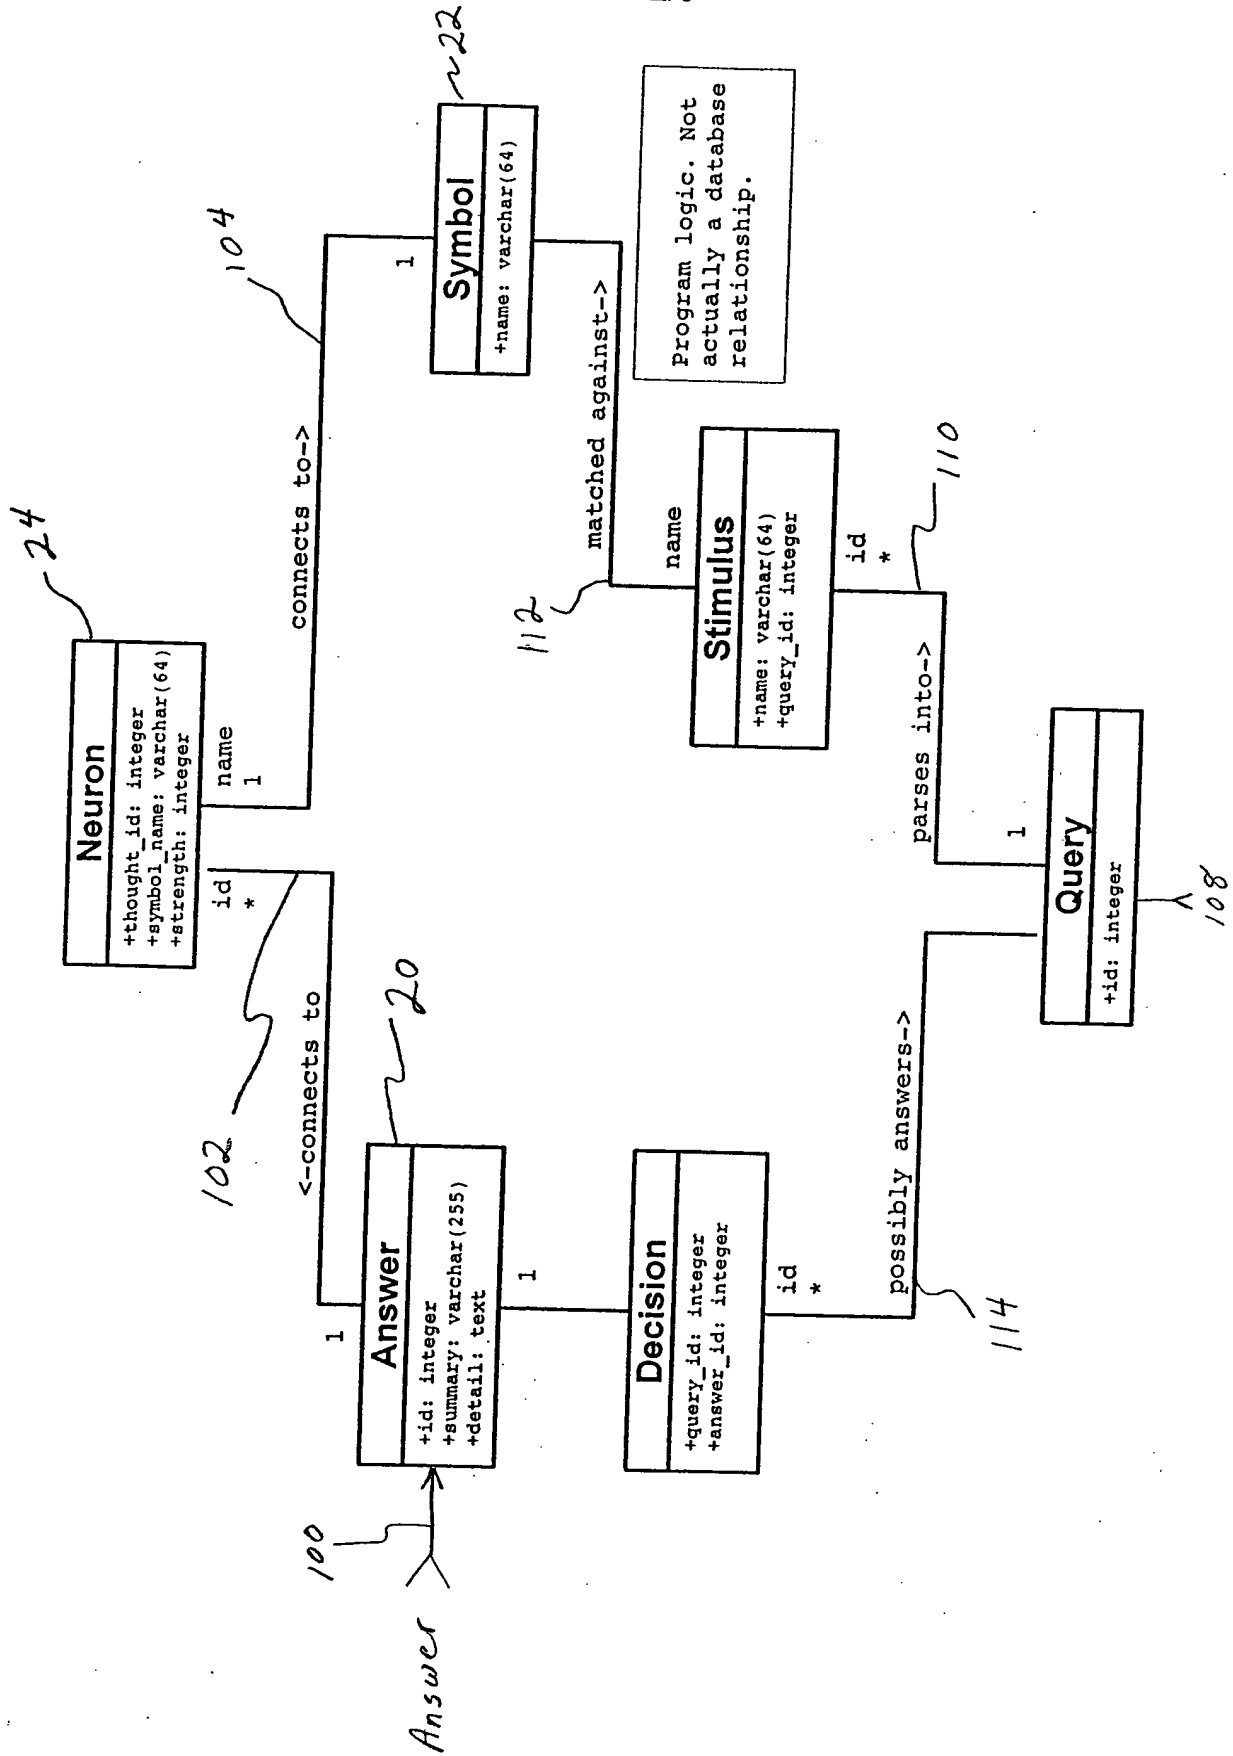 24
Neuron
+thought_id: integer
+symbol_name: varchar(64)
+strength: integer
id
*
name
1
102
<-connects to
connects to->
104
1
1
Answer
100
Answer
+id: integer
+summary: varchar(255)
+detail: text
20
Symbol
+name: varchar(64)
~22
1
112
matched against->
name
Program logic. Not
actually a database
relationship.
Decision
+query_id: integer
+answer_id: integer
id
*
Stimulus
+name: varchar(64)
+query_id: integer
id
*
110
possibly answers->
114
parses into->
1
Query
+id: integer
108